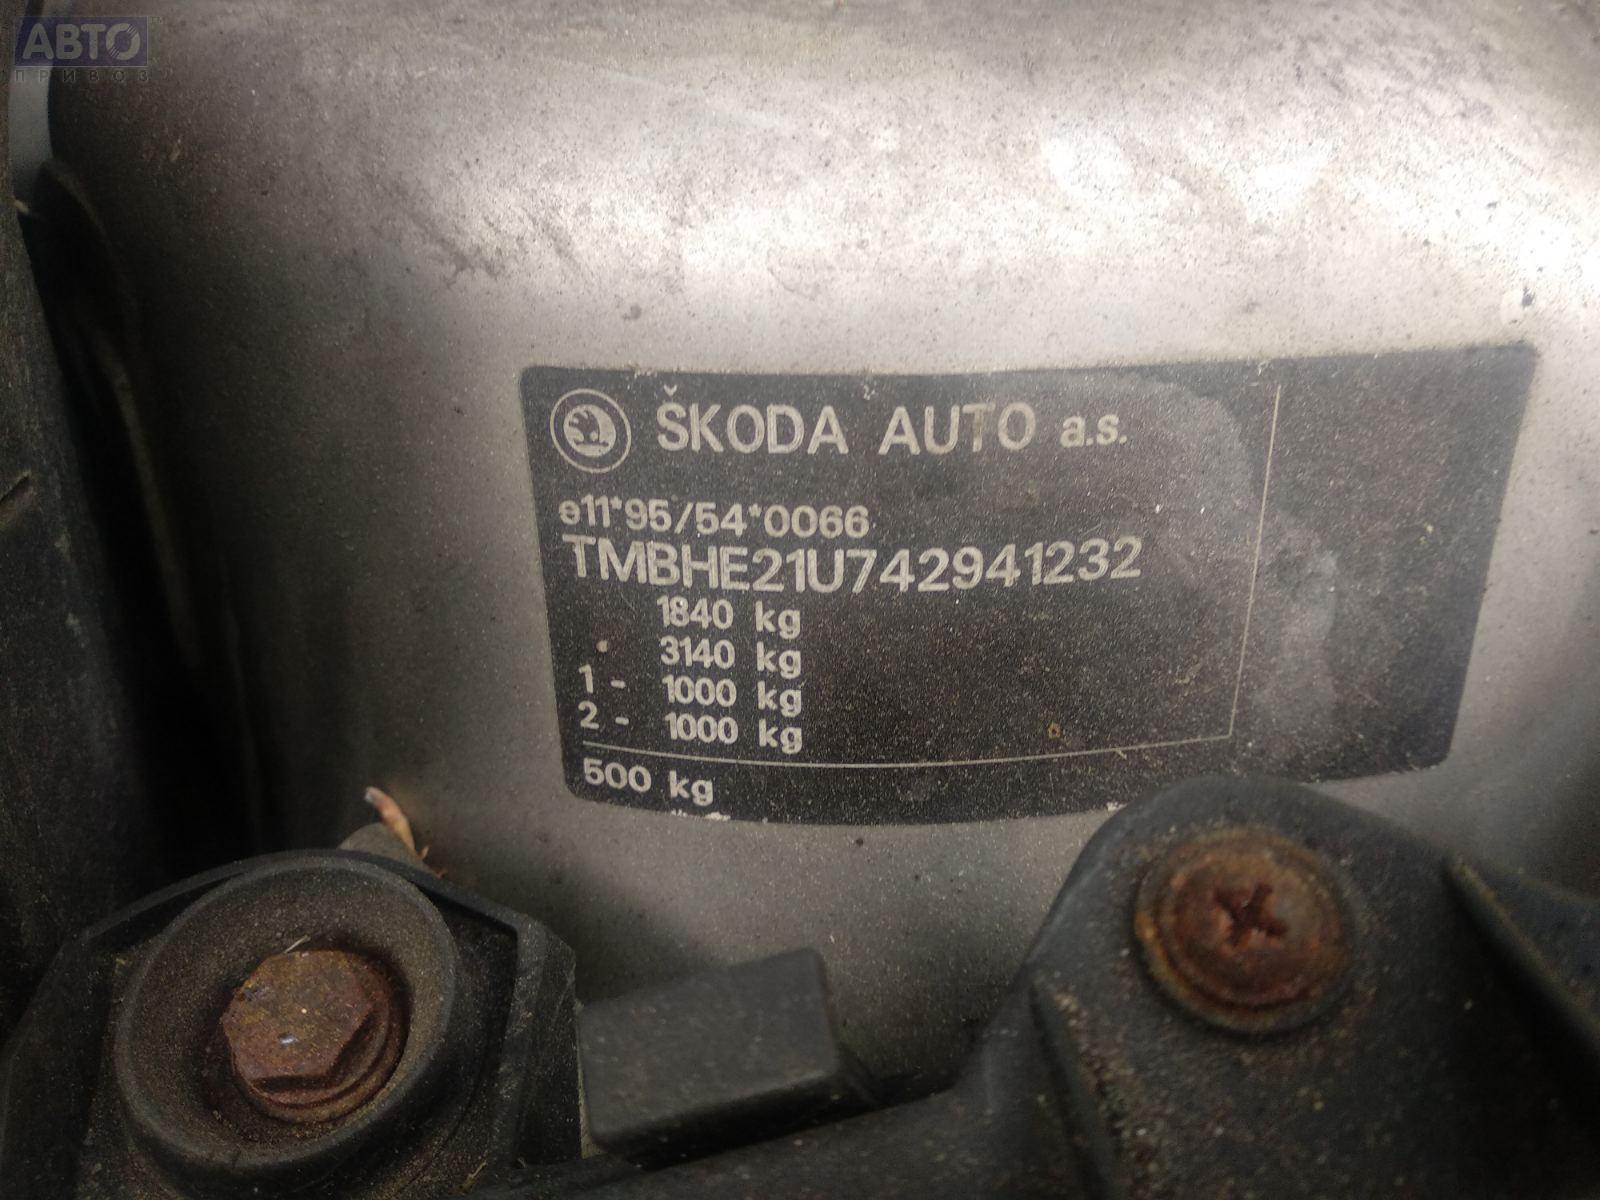 АВТО
ПРИВОЗ
ŠKODA AUTO a.s.
e11*95/54*0066
TMBHE21U742941232
1840 kg
3140 kg
1 - 1000 kg
2 - 1000 kg
500 kg